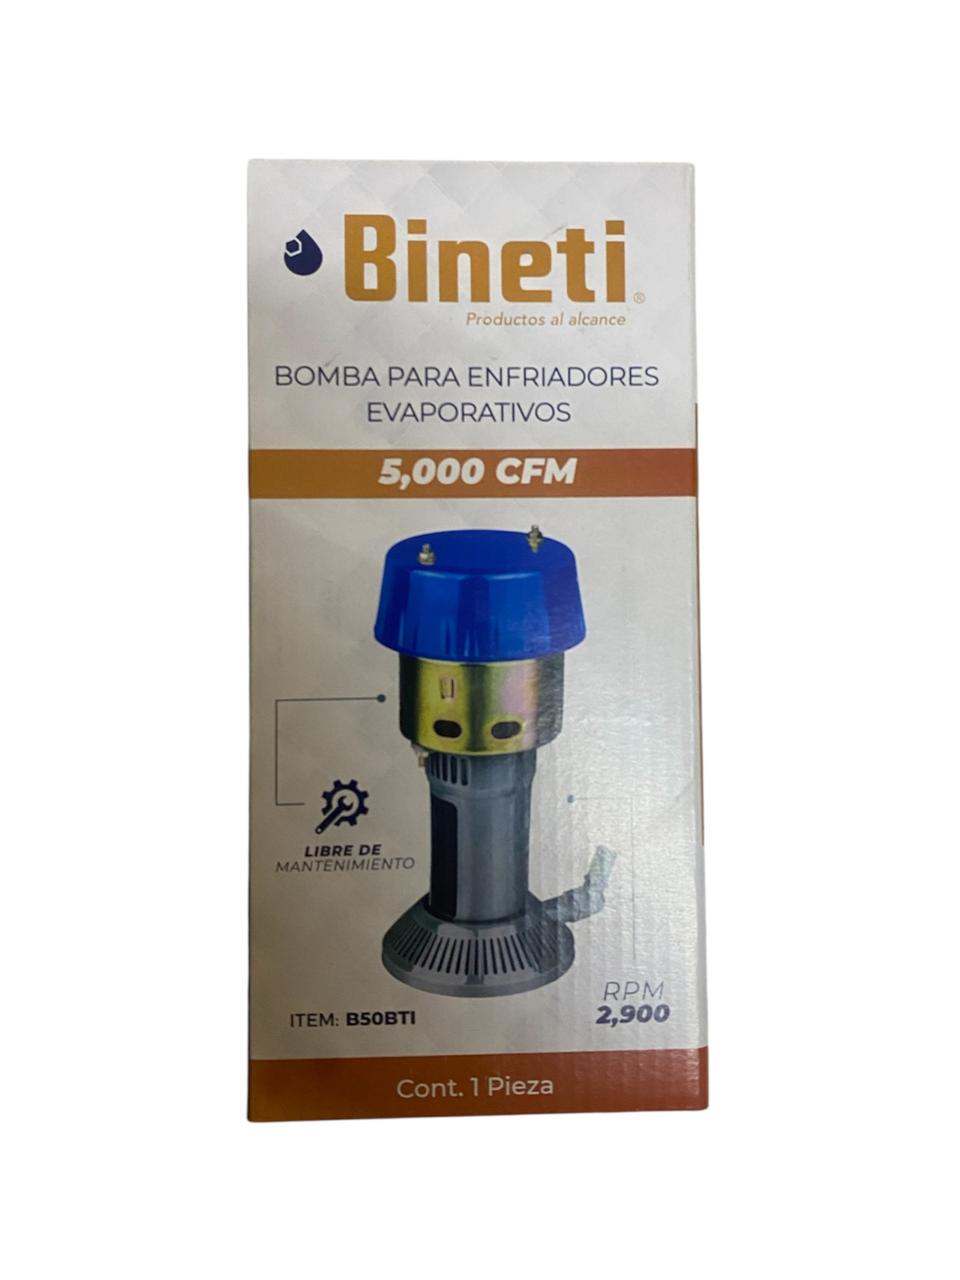 Bineti®
Productos al alcance
BOMBA PARA ENFRIADORES
EVAPORATIVOS
5,000 CFM
LIBRE DE
MANTENIMIENTO
RPM
2,900
ITEM: B50BTI
Cont. 1 Pieza